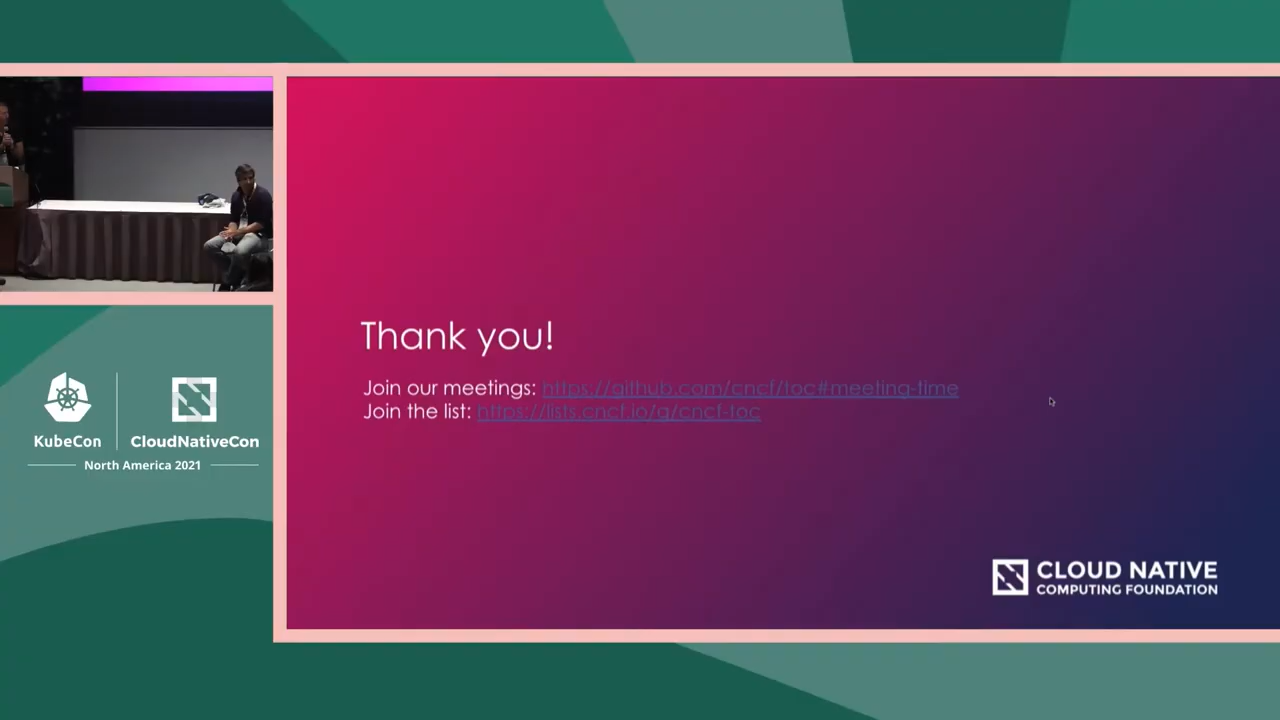 Thank you!
Join our meetings: https://github.com/cncf/toc#meeting-time
Join the list: https://lists.cncf.io/g/cncf-toc
KubeCon
CloudNativeCon
North America 2021
CLOUD NATIVE
COMPUTING FOUNDATION